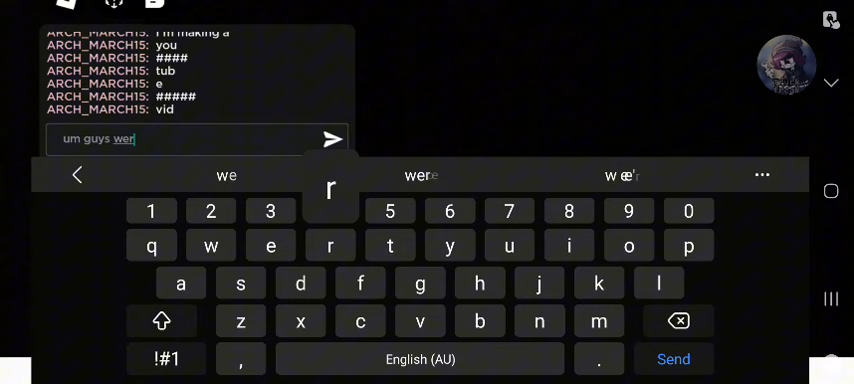 ARCH_MARCH15: I'm making a
ARCH_MARCH15: you
ARCH_MARCH15: ####
ARCH_MARCH15: tub
ARCH_MARCH15: e
ARCH_MARCH15: #####
ARCH_MARCH15: vid
um guys wer
we
1 2 3 5 6 7 8 9 0
r
q w e r t y u i o p
a s d f g h j k l
z x c v b n m
!#1 , English (AU) . Send